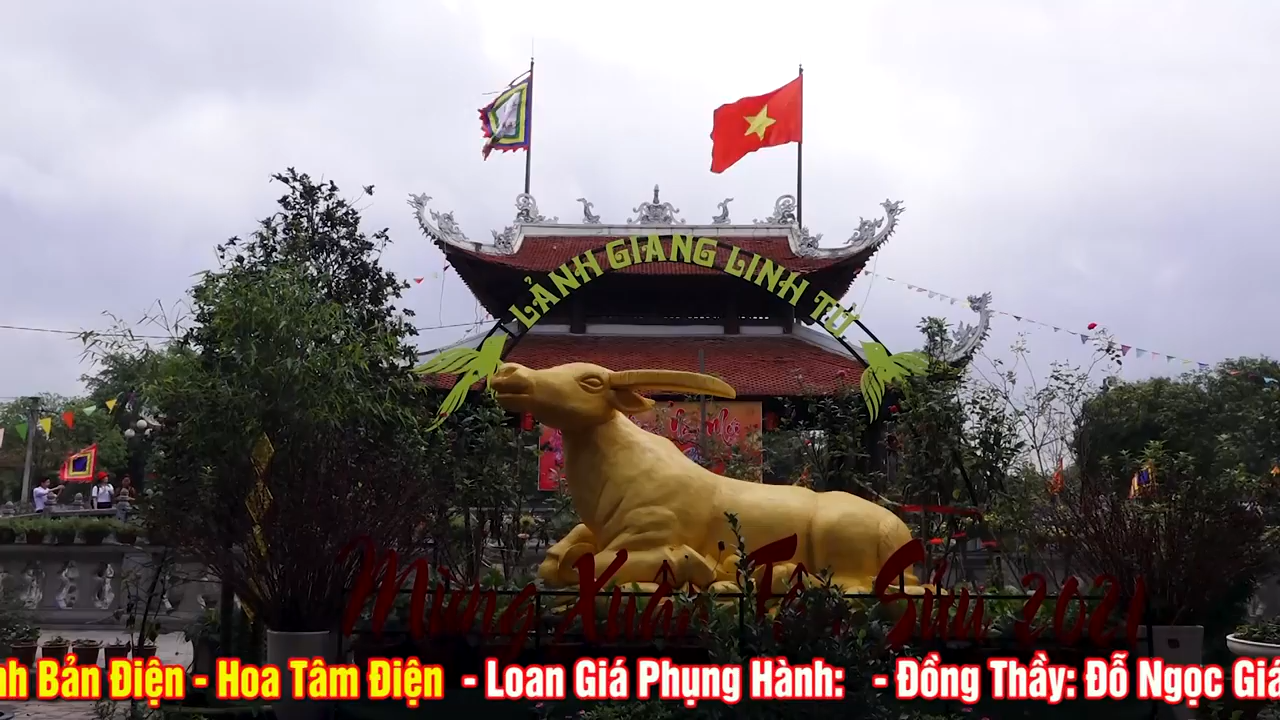 LẢNH GIANG LINH TỪ
Mừng Xuân Tân Sửu 2021
nh Bản Điện - Hoa Tâm Điện - Loan Giá Phụng Hành: - Đồng Thầy: Đỗ Ngọc Giá